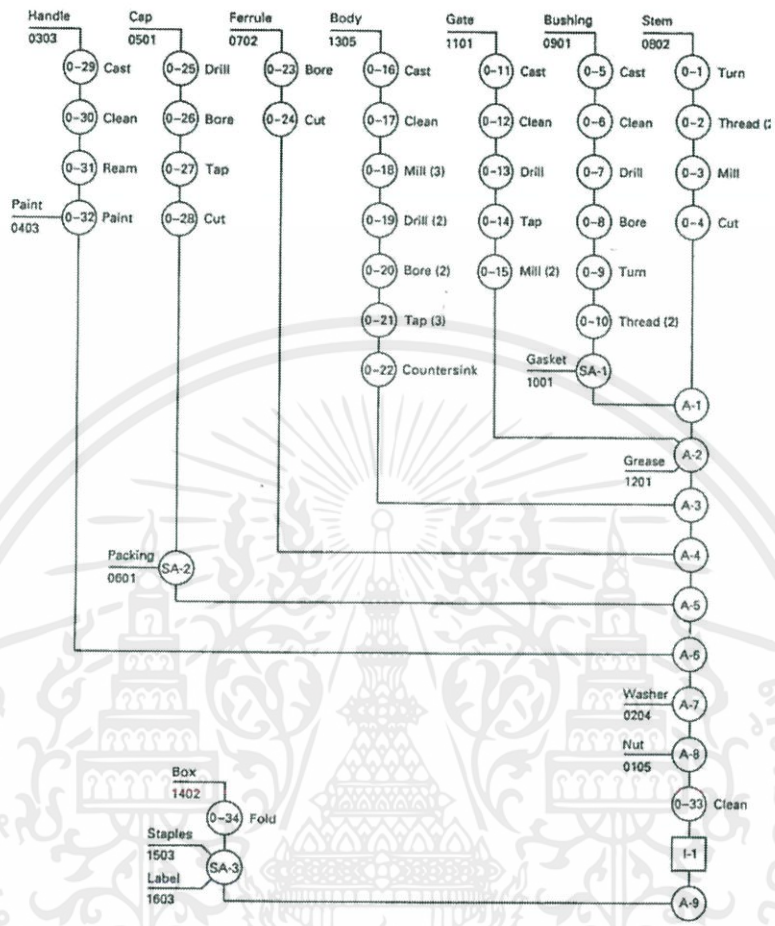 Handle Cap Ferrule Body Gate Bushing Stem
0303 0501 0702 1305 1101 0901 0802
0-29 Cast 0-25 Drill 0-23 Bore 0-16 Cast 0-11 Cast 0-5 Cast 0-1 Turn
0-30 Clean 0-26 Bore 0-24 Cut 0-17 Clean 0-12 Clean 0-6 Clean 0-2 Thread (2
0-31 Ream 0-27 Tap 0-18 Mill (3) 0-13 Drill 0-7 Drill 0-3 Mill
Paint 0-32 Paint 0-28 Cut 0-19 Drill (2) 0-14 Tap 0-8 Bore 0-4 Cut
0403
0-20 Bore (2) 0-15 Mill (2) 0-9 Turn
0-21 Tap (3) 0-10 Thread (2)
Gasket SA-1
1001
0-22 Countersink
A-1
A-2
Grease
1201
A-3
A-4
Packing SA-2
0601
A-5
A-6
Washer A-7
0204
Nut A-8
0105
Box
1402
0-34 Fold 0-33 Clean
Staples
1503
SA-3 I-1
Label
1603
A-9